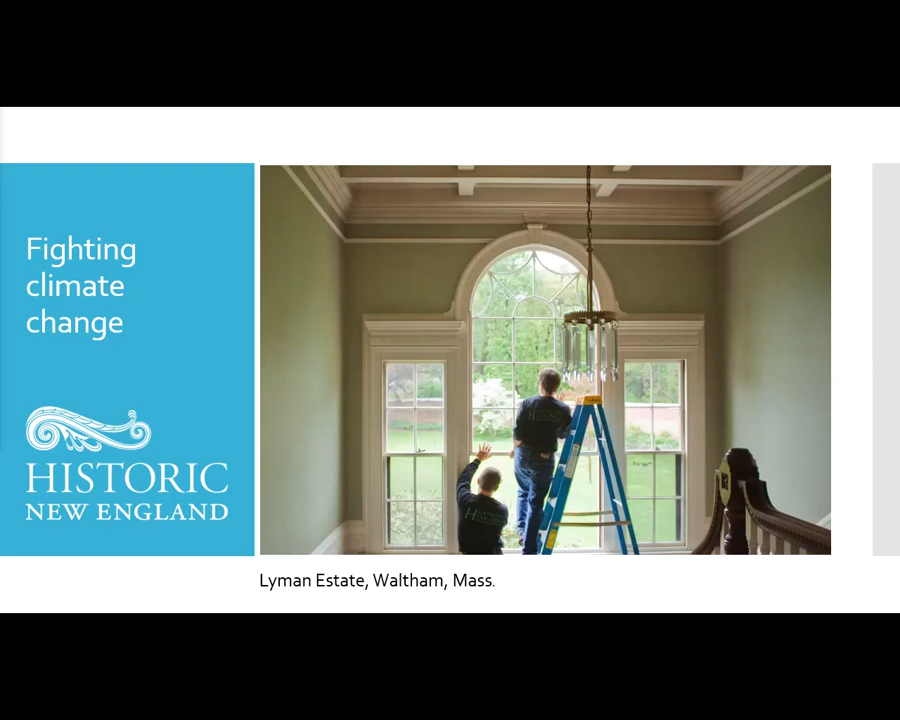 Fighting
climate
change
HISTORIC
NEW ENGLAND
Lyman Estate, Waltham, Mass.